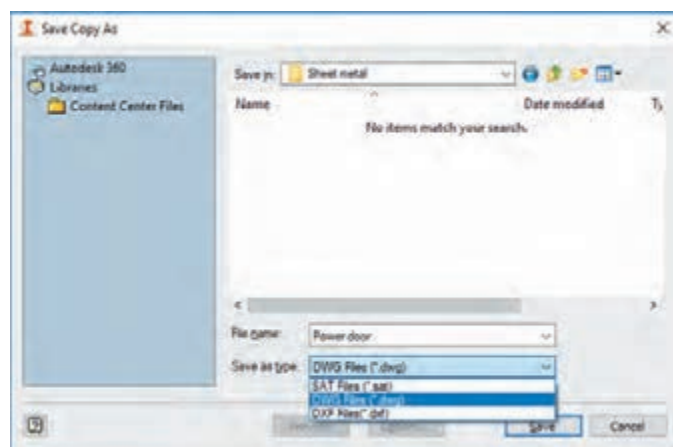 Save Copy As
Autodesk 360
Libraries
Content Center Files
Save in: Sheet metal
Name Date modified Ty
No items match your search.
File name: Power door
Save as type: DWG Files (*.dwg)
SAT Files (*.sat)
DWG Files (*.dwg)
DXF Files(*.dxf)
Save Cancel